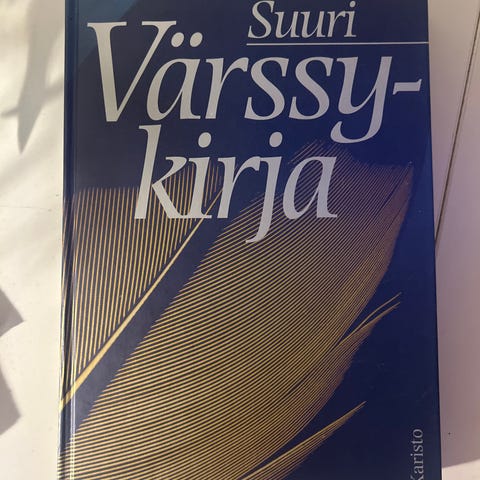 Suuri
Värssy-
kirja
Karisto